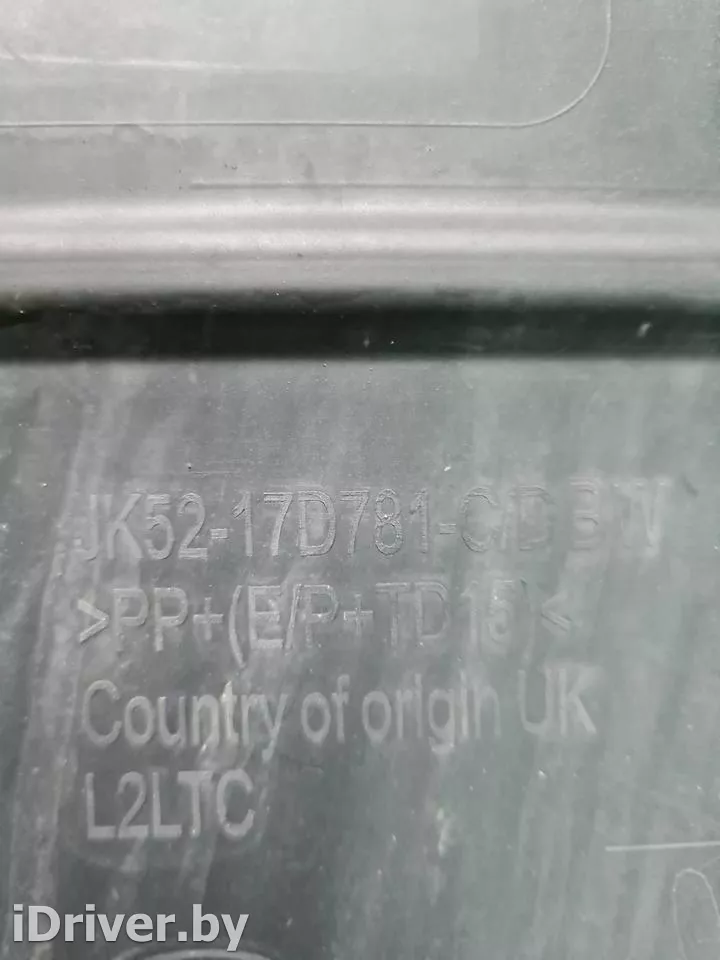 JK52-17D781-C/D B W
>PP+(E/P+TD15)<
Country of origin UK
L2LTC
iDriver.by